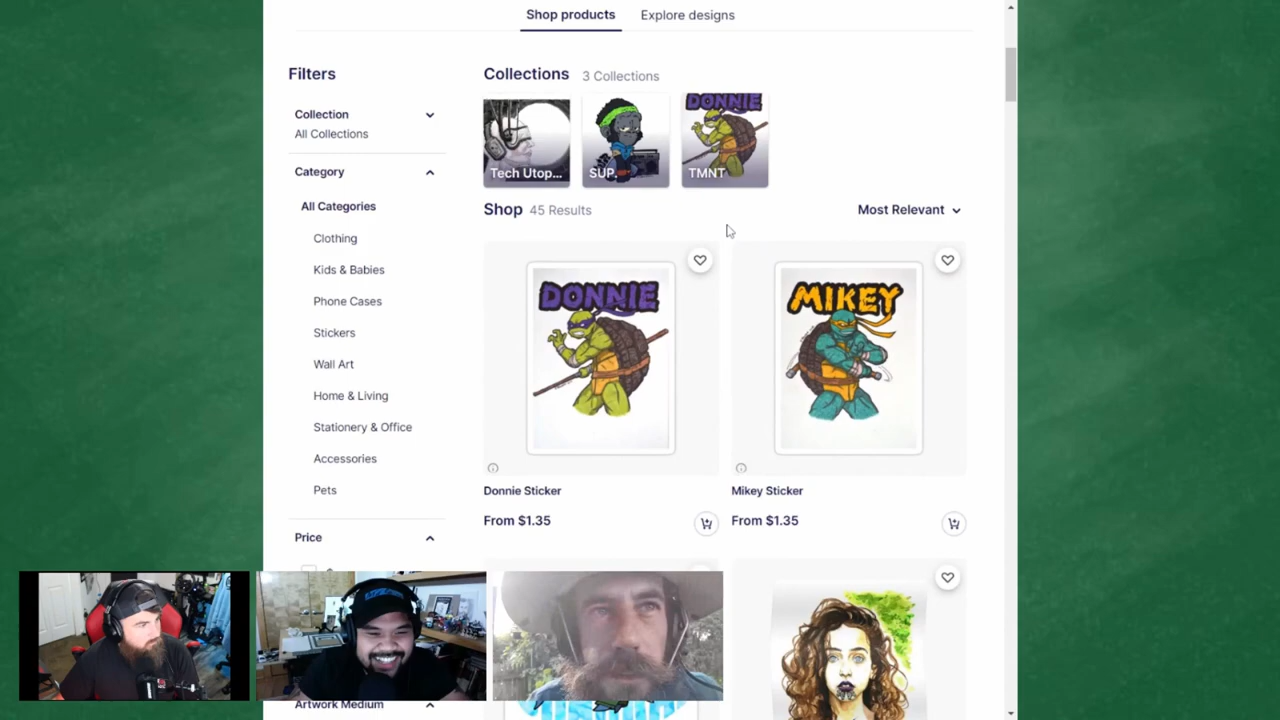 Shop products Explore designs
Filters
Collection
All Collections
Category
All Categories
Clothing
Kids & Babies
Phone Cases
Stickers
Wall Art
Home & Living
Stationery & Office
Accessories
Pets
Price
Artwork Medium
Collections 3 Collections
DONNIE
Tech Utop...
SUP.
TMNT
Shop 45 Results
Most Relevant
DONNIE
MIKEY
Donnie Sticker
Mikey Sticker
From $1.35
From $1.35